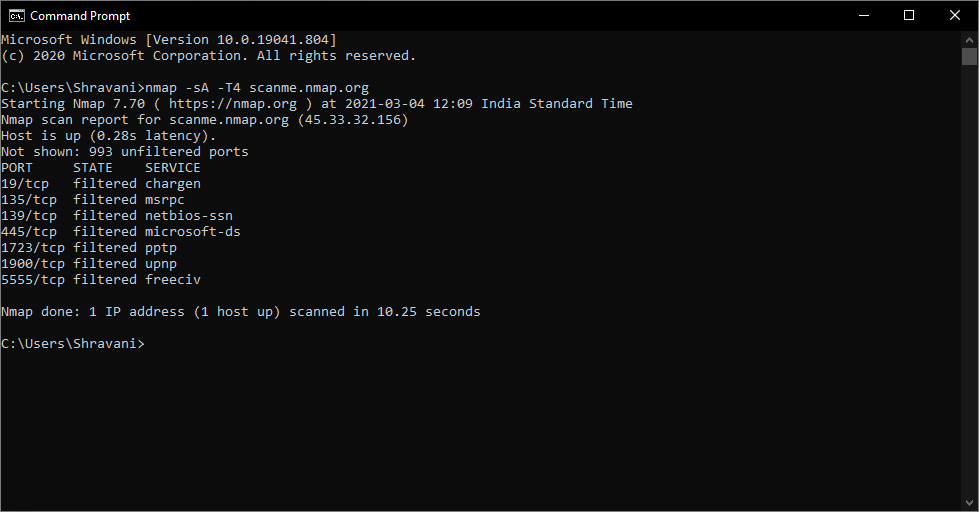 Command Prompt
Microsoft Windows [Version 10.0.19041.804]
(c) 2020 Microsoft Corporation. All rights reserved.
C:\Users\Shravani>nmap -sA -T4 scanme.nmap.org
Starting Nmap 7.70 ( https://nmap.org ) at 2021-03-04 12:09 India Standard Time
Nmap scan report for scanme.nmap.org (45.33.32.156)
Host is up (0.28s latency).
Not shown: 993 unfiltered ports
PORT     STATE    SERVICE
19/tcp   filtered chargen
135/tcp  filtered msrpc
139/tcp  filtered netbios-ssn
445/tcp  filtered microsoft-ds
1723/tcp filtered pptp
1900/tcp filtered upnp
5555/tcp filtered freeciv
Nmap done: 1 IP address (1 host up) scanned in 10.25 seconds
C:\Users\Shravani>